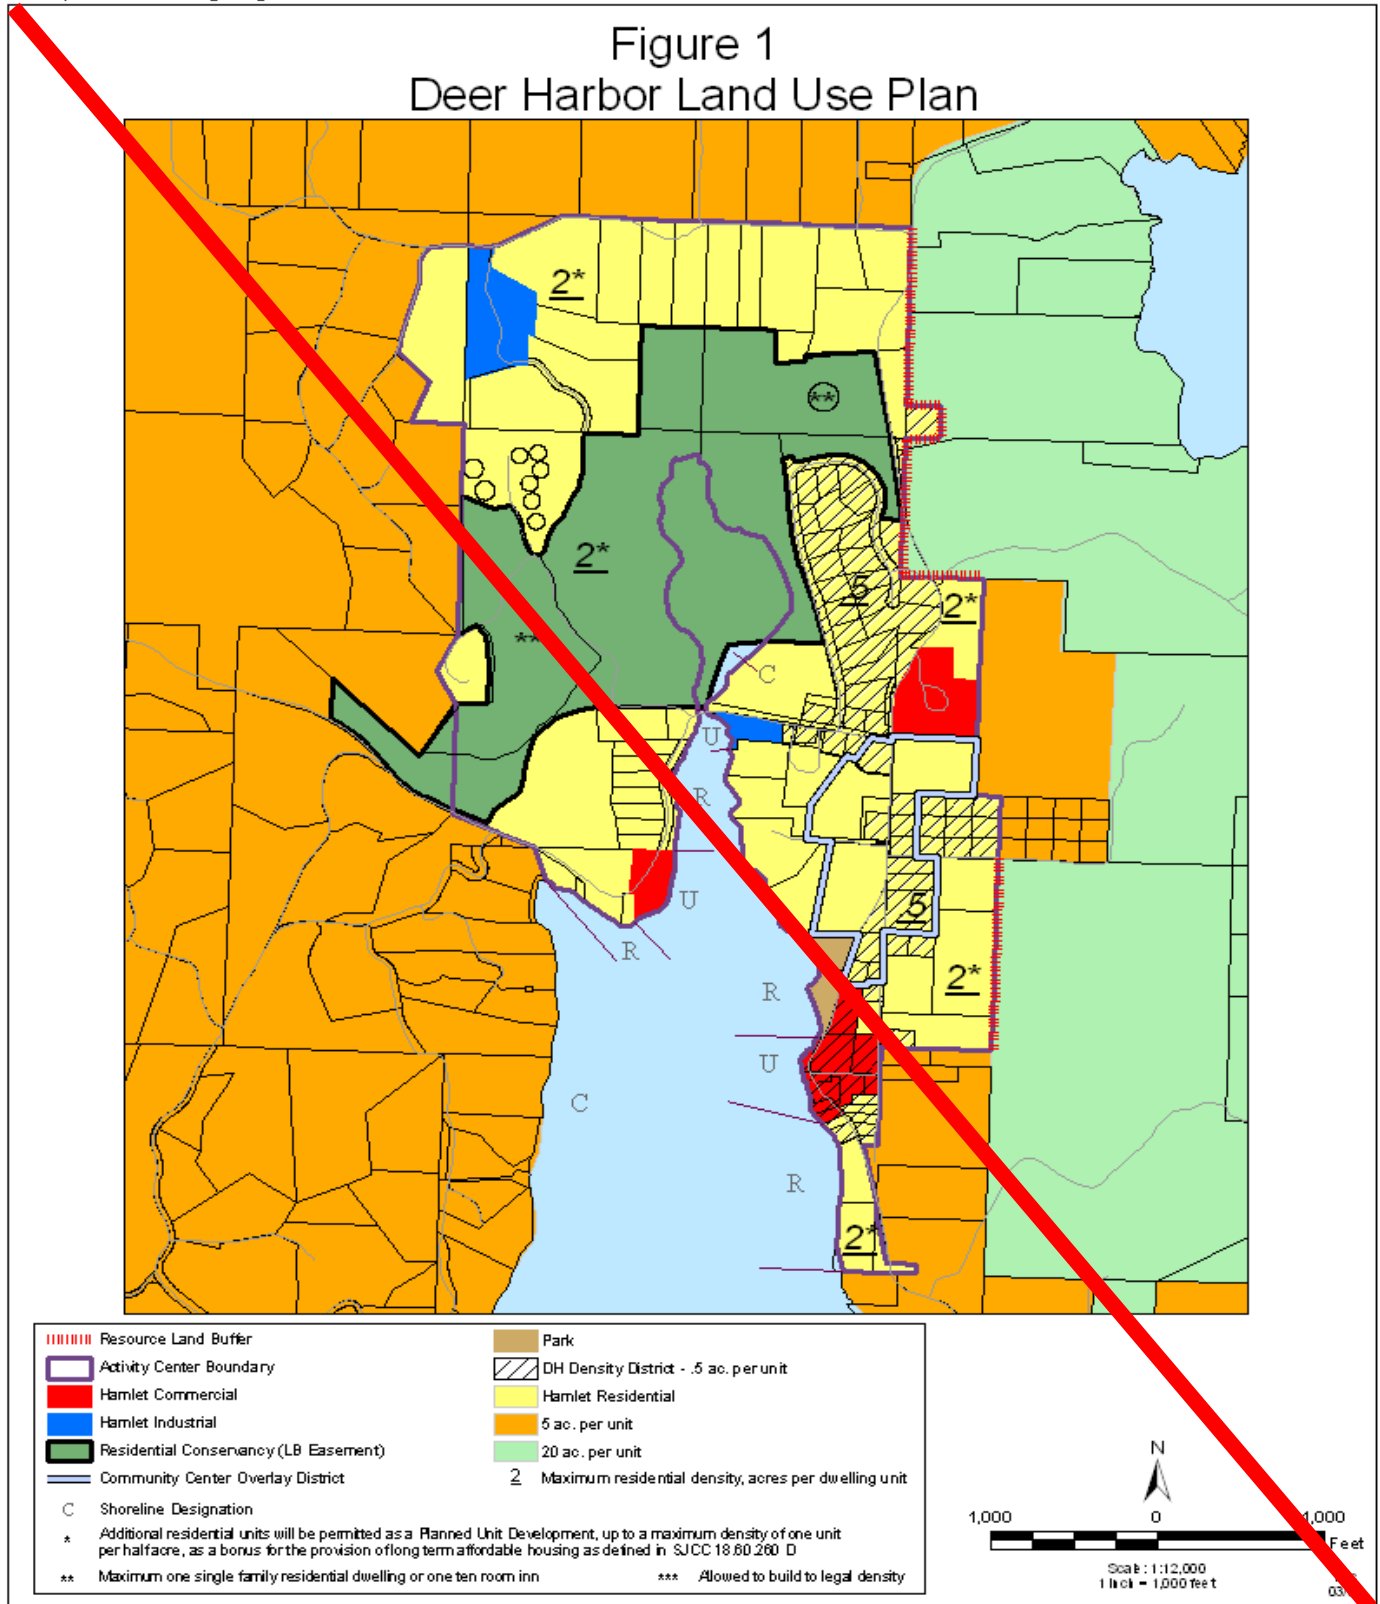 Figure 1
Deer Harbor Land Use Plan
2*
**
2*
5
2*
**
C
U
R
U
5
R
2*
R
U
C
R
2*
Resource Land Buffer
Activity Center Boundary
Hamlet Commercial
Hamlet Industrial
Residential Conservancy (LB Easement)
Community Center Overlay District
C Shoreline Designation
Park
DH Density District - .5 ac. per unit
Hamlet Residential
5 ac. per unit
20 ac. per unit
2 Maximum residential density, acres per dwelling unit
* Additional residential units will be permitted as a Planned Unit Development, up to a maximum density of one unit
per half acre, as a bonus for the provision of long term affordable housing as defined in SJCC 18.60.260 D
** Maximum one single family residential dwelling or one ten room inn
*** Allowed to build to legal density
N
1,000 0 1,000
Feet
Scale: 1:12,000
1 Inch = 1,000 feet